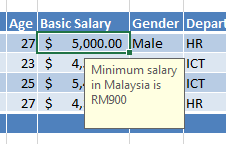 Age Basic Salary Gender Depart
27 $ 5,000.00 Male HR
23 $ 4, ICT
25 $ 5, ICT
27 $ 4, HR
Minimum salary
in Malaysia is
RM900